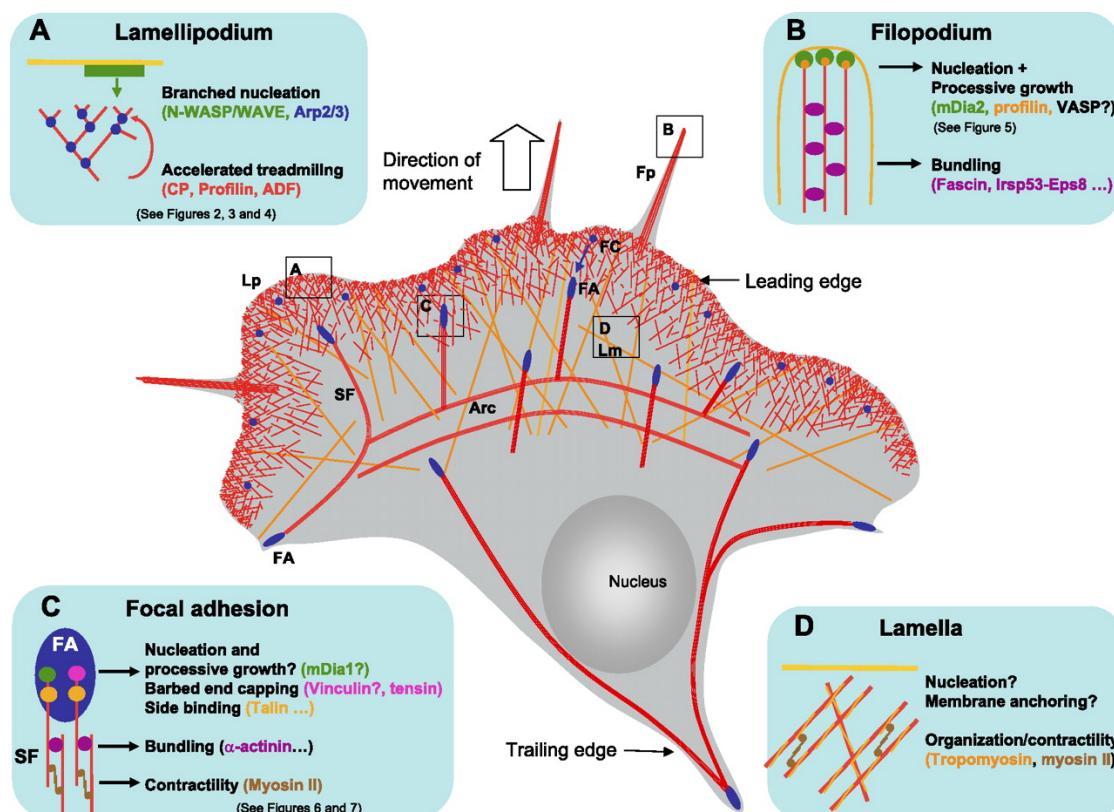 A
Lamellipodium
Branched nucleation
(N-WASP/WAVE, Arp2/3)
Accelerated treadmilling
(CP, Profilin, ADF)
(See Figures 2, 3 and 4)
B
Filopodium
Nucleation +
Processive growth
(mDia2, profilin, VASP?)
(See Figure 5)
Bundling
(Fascin, Irsp53-Eps8 ...)
Direction of
movement
B
Fp
Lp
A
FC
FA
Leading edge
C
D
Lm
SF
Arc
FA
Nucleus
Trailing edge
C
Focal adhesion
FA
Nucleation and
processive growth? (mDia1?)
Barbed end capping (Vinculin?, tensin)
Side binding (Talin ...)
SF
Bundling (α-actinin...)
Contractility (Myosin II)
(See Figures 6 and 7)
D
Lamella
Nucleation?
Membrane anchoring?
Organization/contractility
(Tropomyosin, myosin II)